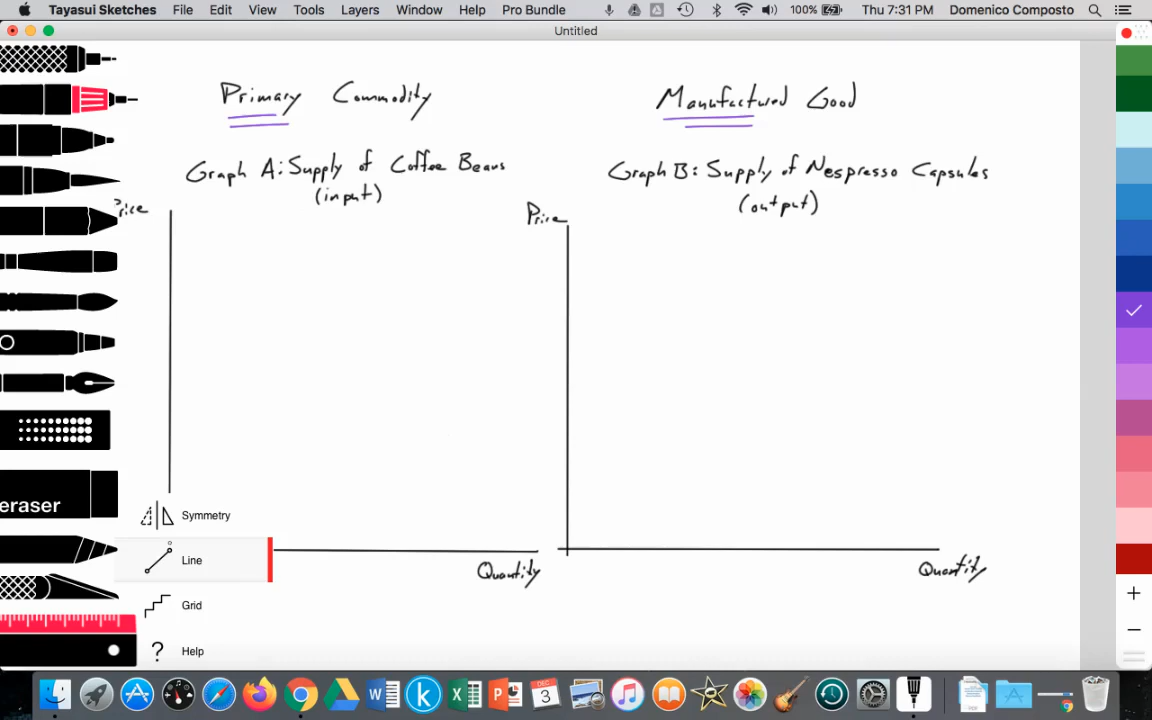 Tayasui Sketches File Edit View Tools Layers Window Help Pro Bundle 100% Thu 7:31 PM Domenico Composto
Untitled
Primary Commodity
Manufactured Good
Graph A: Supply of Coffee Beans
(input)
Graph B: Supply of Nespresso Capsules
(output)
Price
Price
eraser
Symmetry
Line
Quantity
Quantity
Grid
? Help
DEC
3